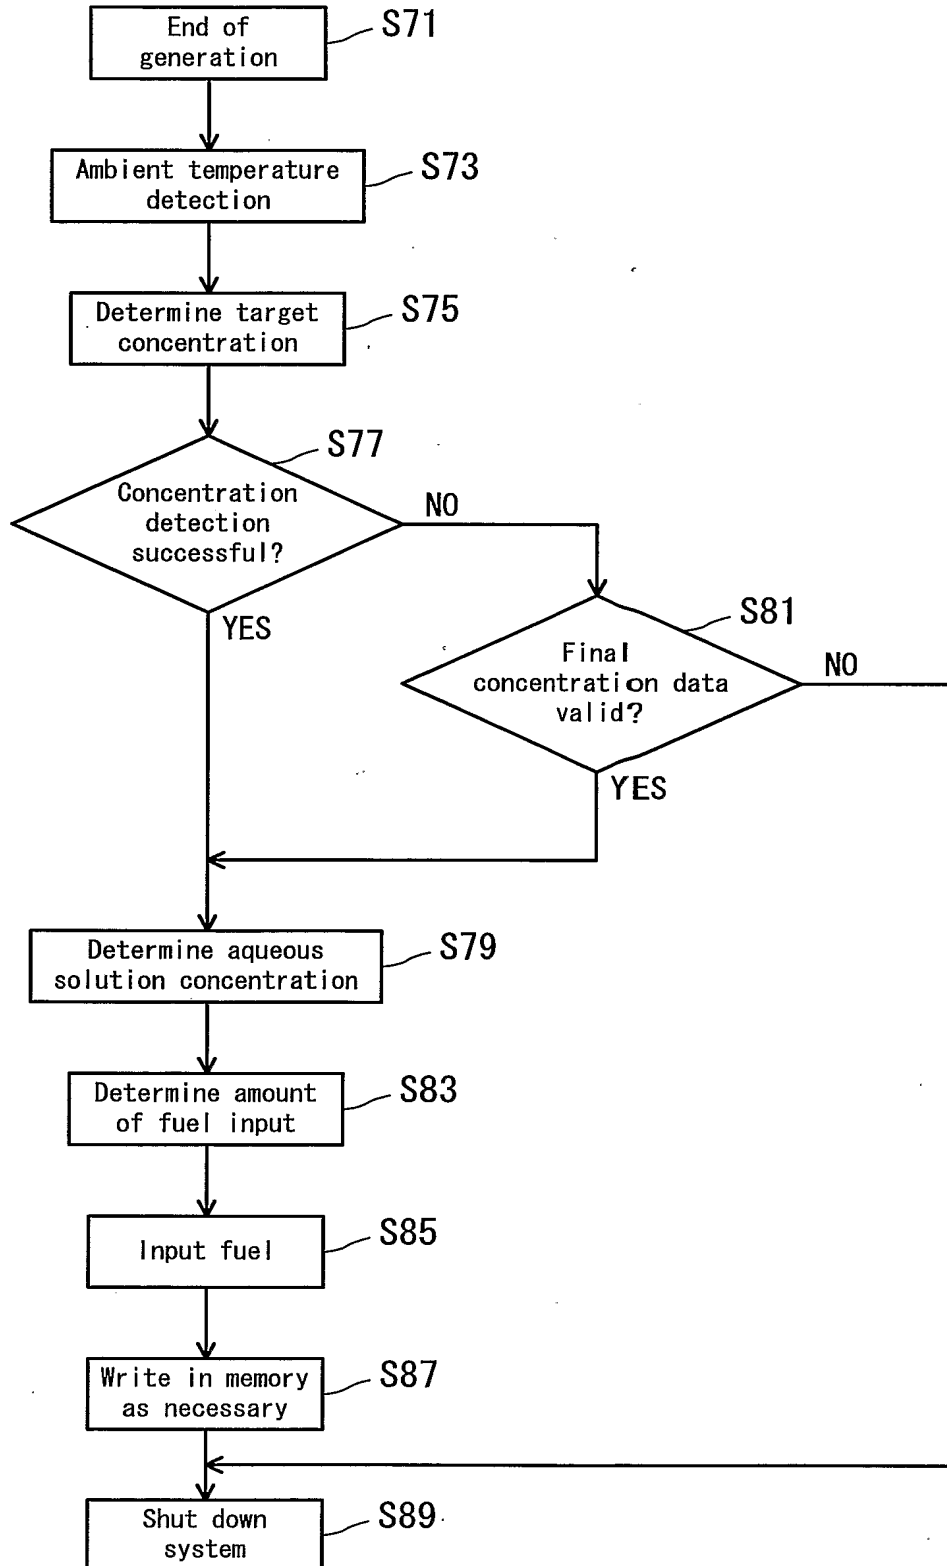 End of
generation
S71
Ambient temperature
detection
S73
Determine target
concentration
S75
S77
Concentration
detection
successful?
NO
YES
S81
Final
concentration data
valid?
NO
YES
Determine aqueous
solution concentration
S79
Determine amount
of fuel input
S83
Input fuel
S85
Write in memory
as necessary
S87
Shut down
system
S89